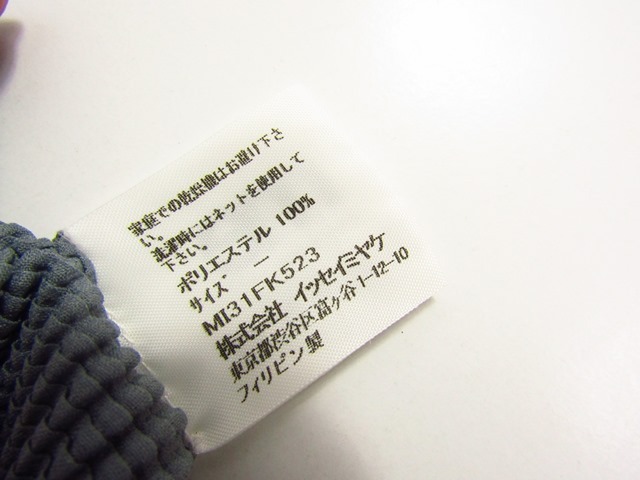 家庭での乾燥機はお避け下さ
い。
洗濯時にはネットを使用して
下さい。
ポリエステル 100%
サイズ ー
MI31FK523
株式会社 イッセイミヤケ
東京都渋谷区富ヶ谷 1-12-10
フィリピン製